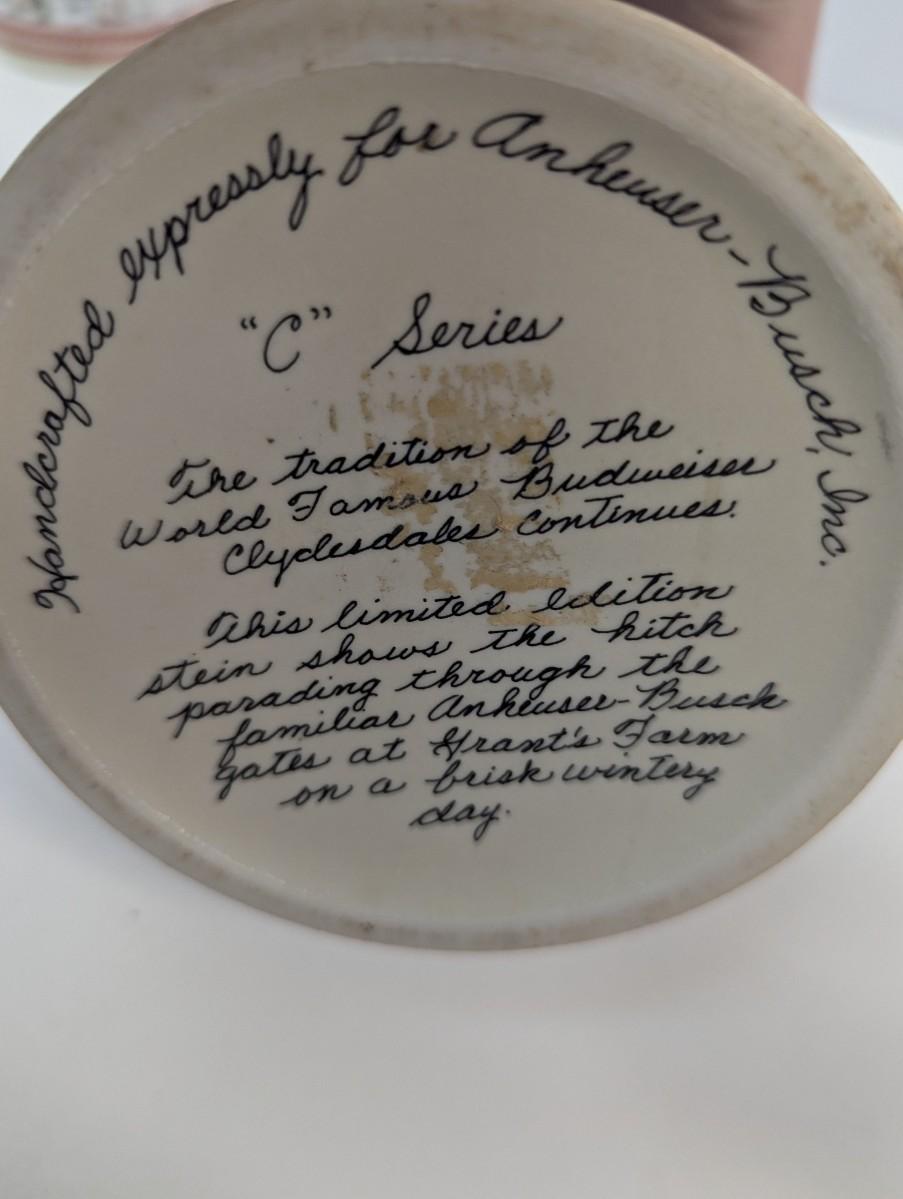 Handcrafted expressly for Anheuser-Busch, Inc.
"C" Series
The tradition of the
World Famous Budweiser
Clydesdales continues.
This limited edition
stein shows the hitch
parading through the
familiar Anheuser-Busch
gates at Grant's Farm
on a brisk wintery
day.